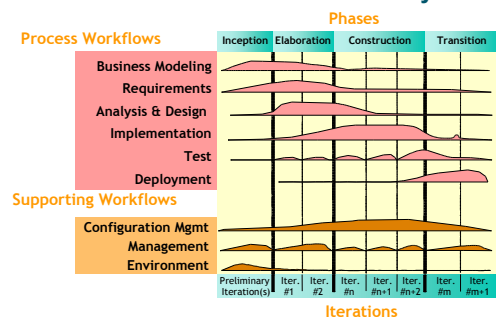 Phases
Process Workflows
Inception Elaboration Construction Transition
Business Modeling
Requirements
Analysis & Design
Implementation
Test
Deployment
Supporting Workflows
Configuration Mgmt
Management
Environment
Preliminary Iter. Iter. Iter. Iter. Iter. Iter. Iter.
Iteration(s) #1 #2 #n #n+1 #n+2 #m #m+1
Iterations